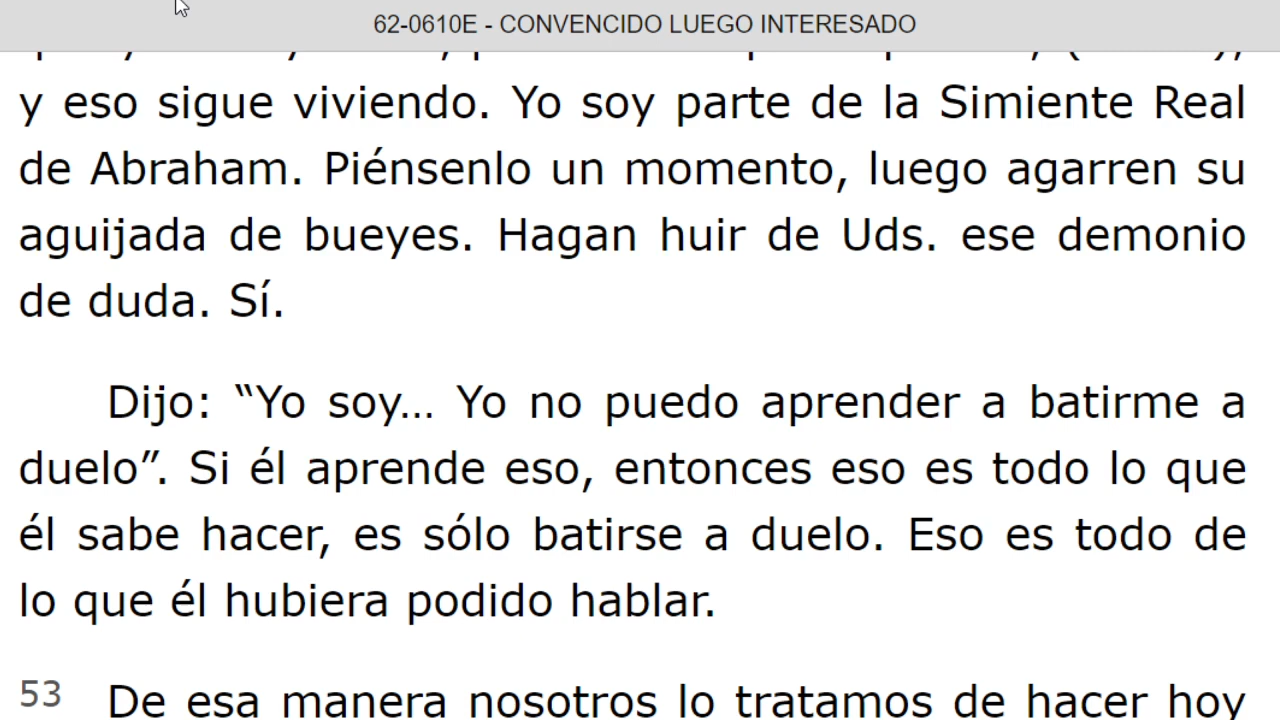 62-0610E - CONVENCIDO LUEGO INTERESADO
y eso sigue viviendo. Yo soy parte de la Simiente Real
de Abraham. Piénsenlo un momento, luego agarren su
aguijada de bueyes. Hagan huir de Uds. ese demonio
de duda. Sí.
Dijo: “Yo soy… Yo no puedo aprender a batirme a
duelo”. Si él aprende eso, entonces eso es todo lo que
él sabe hacer, es sólo batirse a duelo. Eso es todo de
lo que él hubiera podido hablar.
53 De esa manera nosotros lo tratamos de hacer hoy